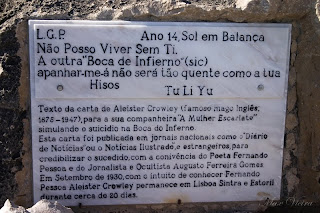 L.G.P. Ano 14, Sol em Balança
Não Posso Viver Sem Ti.
A outra "Boca de Infierno" (sic)
apanhar-me-á não será tão quente como a tua
Hisos Tu Li Yu
Texto da carta de Aleister Crowley (famoso mago Inglês;
1875-1947), para a sua companheira "A Mulher Escarlate"
simulando o suicídio na Boca do Inferno.
Esta carta foi publicada em jornais nacionais como o "Diário
de Notícias" ou o Notícias Ilustrado, e estrangeiros, para
credibilizar o sucedido, com a conivência do Poeta Fernando
Pessoa e do Jornalista e Ocultista Augusto Ferreira Gomes
Em Setembro de 1930, com o intuito de conhecer Fernando
Pessoa Aleister Crowley permanece em Lisboa Sintra e Estoril
durante cerca de 20 dias.
Vieira